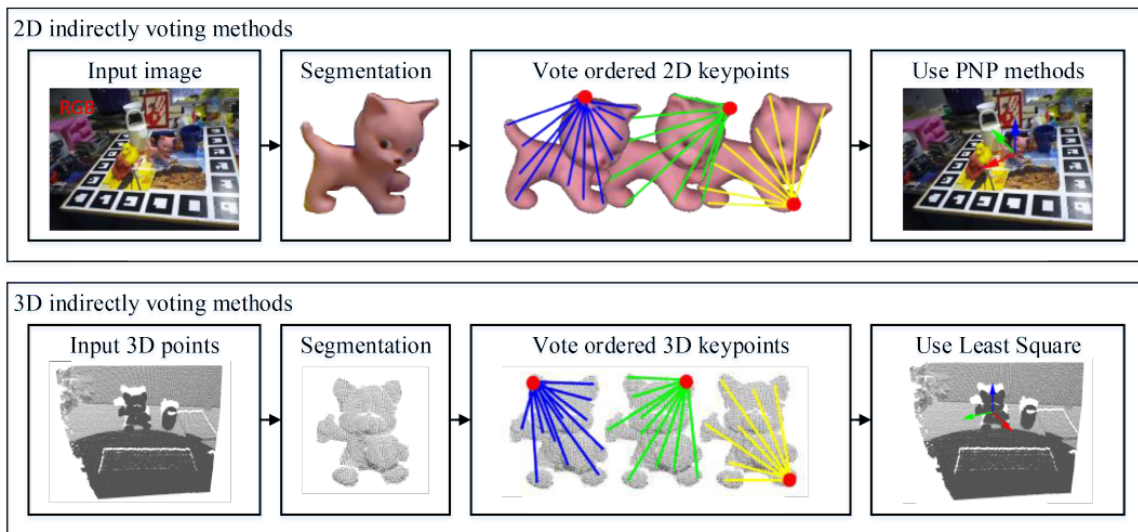 2D indirectly voting methods
Input image
Segmentation
Vote ordered 2D keypoints
Use PNP methods
RGB
3D indirectly voting methods
Input 3D points
Segmentation
Vote ordered 3D keypoints
Use Least Square